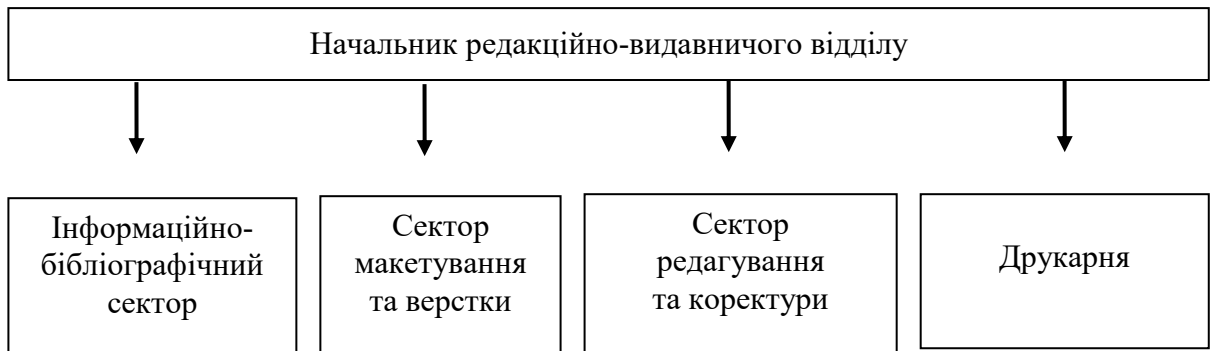 Начальник редакційно-видавничого відділу
Інформаційно-
бібліографічний
сектор
Сектор
макетування
та верстки
Сектор
редагування
та коректури
Друкарня